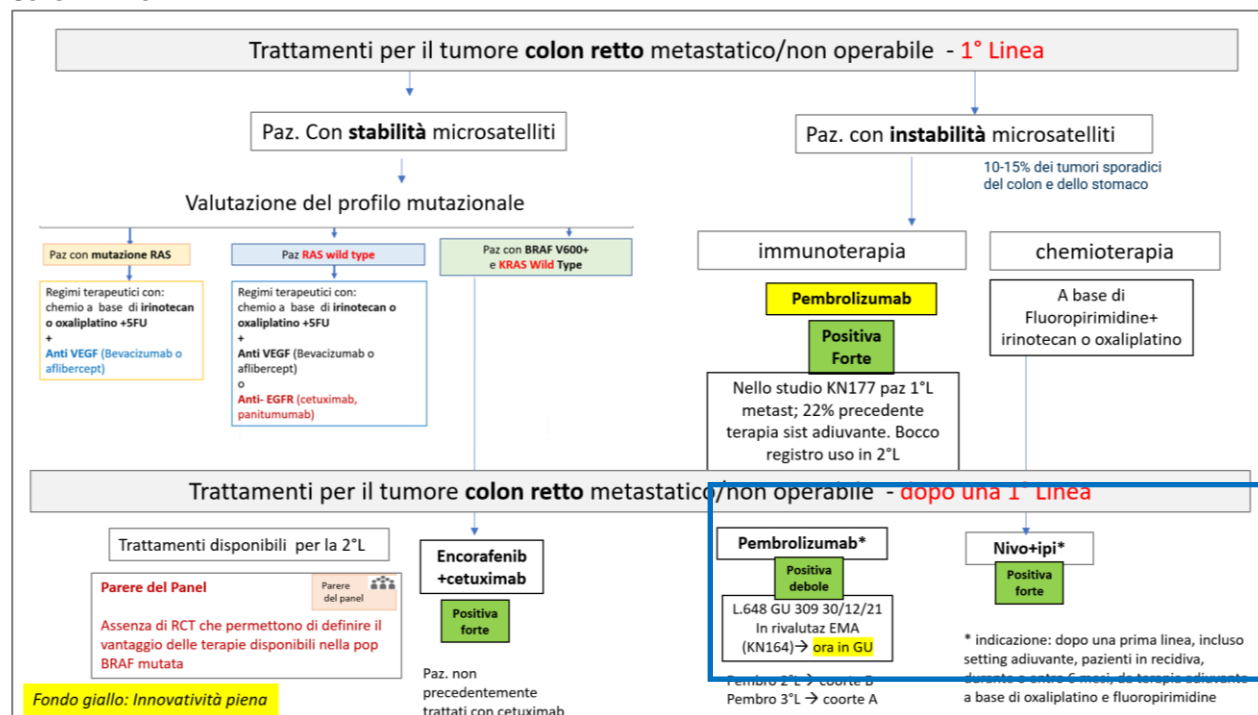 Trattamenti per il tumore colon retto metastatico/non operabile - 1° Linea
Paz. Con stabilità microsatelliti
Paz. con instabilità microsatelliti
10-15% dei tumori sporadici
del colon e dello stomaco
Valutazione del profilo mutazionale
Paz con mutazione RAS
Paz RAS wild type
Paz con BRAF V600+
e KRAS Wild Type
immunoterapia
chemioterapia
Regimi terapeutici con:
chemio a base di irinotecan
o oxaliplatino +5FU
+
Anti VEGF (Bevacizumab o
aflibercept)
Regimi terapeutici con:
chemio a base di irinotecan o
oxaliplatino +5FU
+
Anti VEGF (Bevacizumab o
aflibercept)
o
Anti- EGFR (cetuximab,
panitumumab)
Pembrolizumab
Positiva
Forte
Nello studio KN177 paz 1°L
metast; 22% precedente
terapia sist adiuvante. Bocco
registro uso in 2°L
A base di
Fluoropirimidine+
irinotecan o oxaliplatino
Trattamenti per il tumore colon retto metastatico/non operabile - dopo una 1° Linea
Trattamenti disponibili per la 2°L
Parere del Panel
Parere
del panel
Assenza di RCT che permettono di definire il
vantaggio delle terapie disponibili nella pop
BRAF mutata
Fondo giallo: Innovatività piena
Encorafenib
+cetuximab
Positiva
forte
Paz. non
precedentemente
trattati con cetuximab
Pembrolizumab*
Positiva
debole
L.648 GU 309 30/12/21
In rivalutaz EMA
(KN164)→ ora in GU
Pembro 2°L → coorte B
Pembro 3°L → coorte A
Nivo+ipi*
Positiva
forte
* indicazione: dopo una prima linea, incluso
setting adiuvante, pazienti in recidiva,
durante o entro 6 mesi, da terapia adiuvante
a base di oxaliplatino e fluoropirimidine